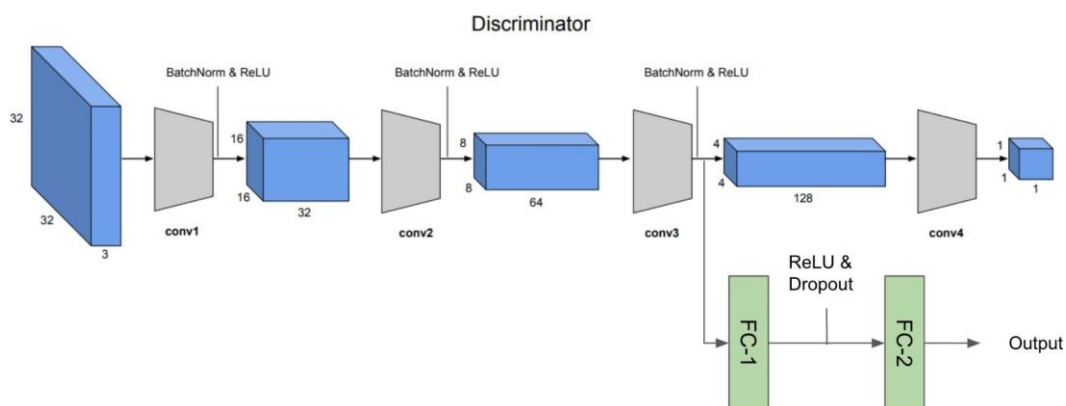 Discriminator
BatchNorm & ReLU
BatchNorm & ReLU
BatchNorm & ReLU
32
32
3
conv1
16
16
32
conv2
8
8
64
conv3
4
4
128
conv4
1
1
1
FC-1
ReLU &
Dropout
FC-2
Output